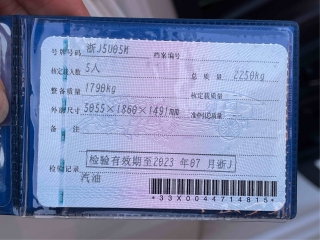 号牌号码 浙J5U05M 档案编号
核定载人数 5人 总质量 2250kg
整备质量 1790kg 核定载质量
外廓尺寸 5055×1860×1491mm 准牵引总质量
备注
检验有效期至2023年07月浙J
检验记录
汽油
*33X0044714815*